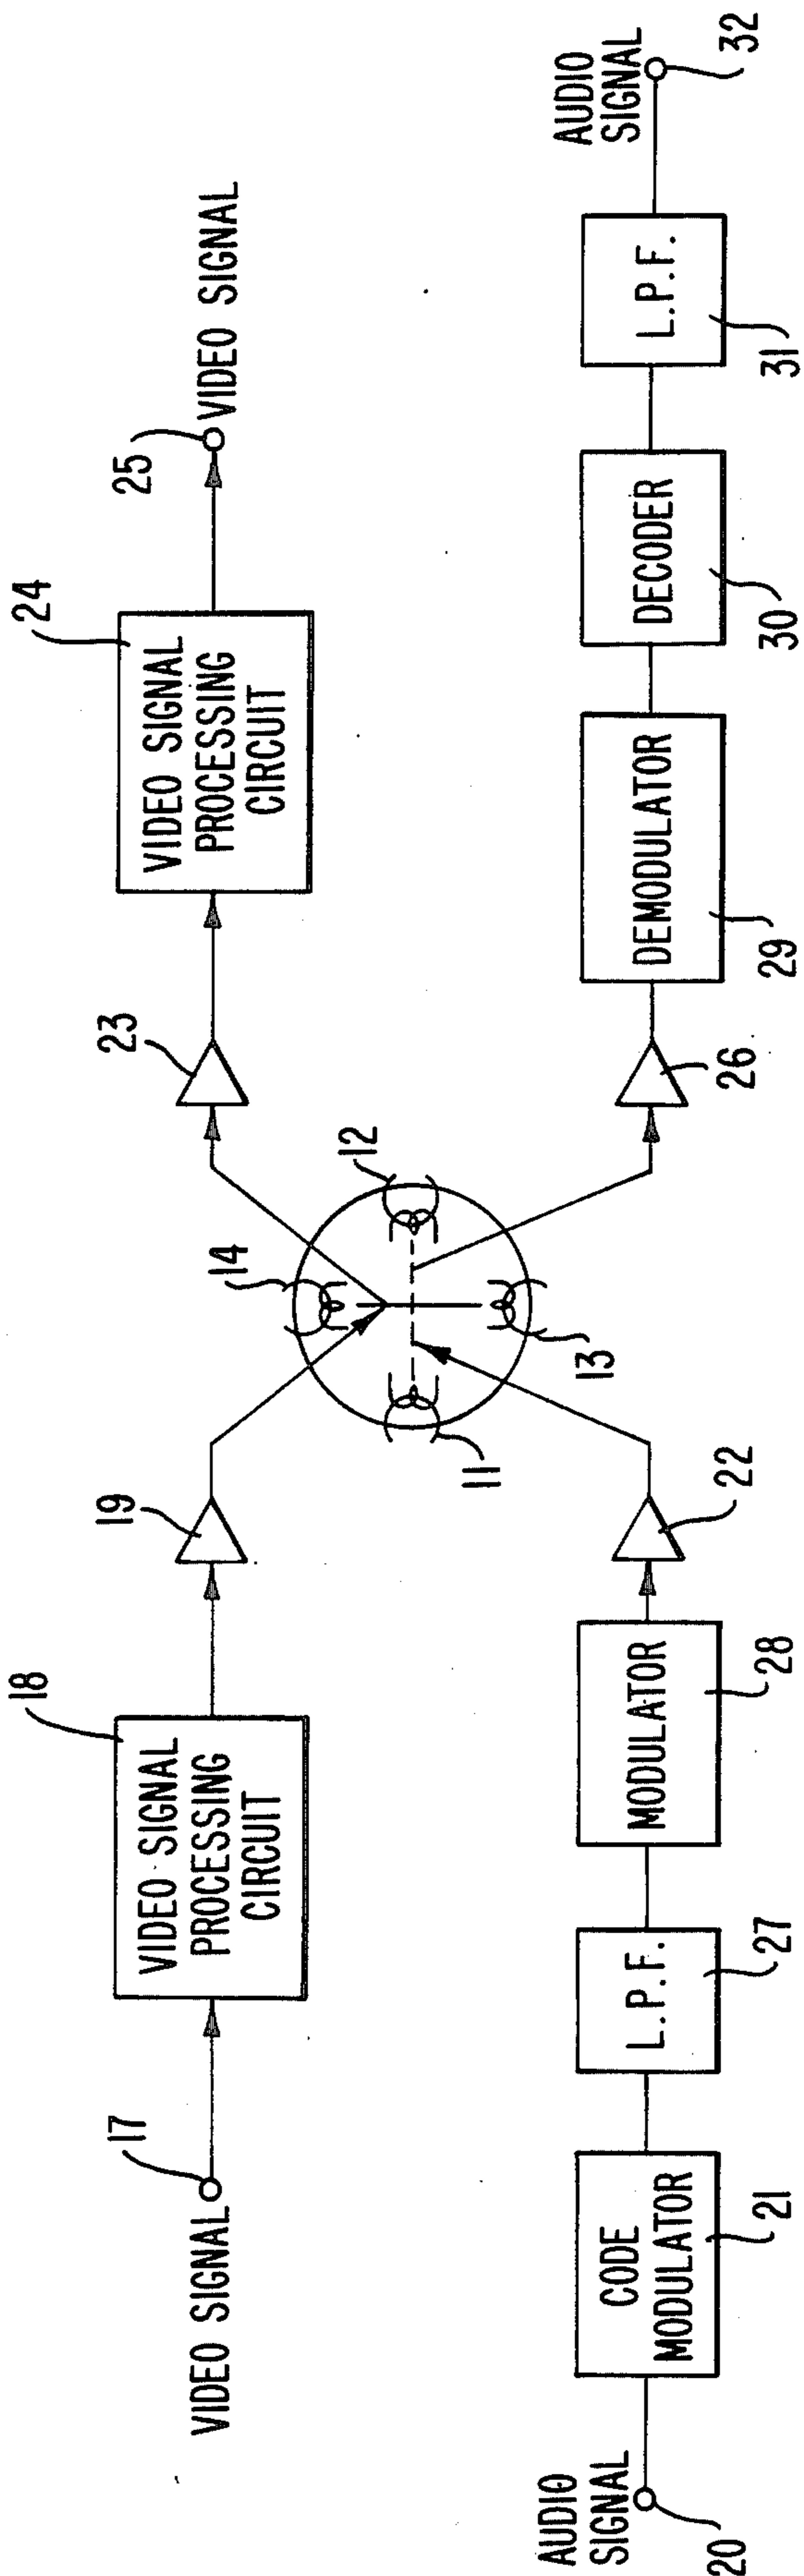 17
VIDEO SIGNAL
18
VIDEO SIGNAL
PROCESSING
CIRCUIT
19
23
24
VIDEO SIGNAL
PROCESSING
CIRCUIT
25
VIDEO SIGNAL
14
12
11
13
AUDIO
SIGNAL
20
CODE
MODULATOR
21
L.P.F.
27
MODULATOR
28
22
26
DEMODULATOR
29
DECODER
30
L.P.F.
31
AUDIO
SIGNAL
32